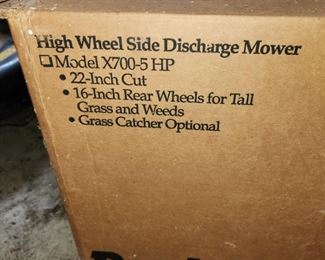 High Wheel Side Discharge Mower
☐Model X700-5 HP
• 22-Inch Cut
• 16-Inch Rear Wheels for Tall
Grass and Weeds
• Grass Catcher Optional